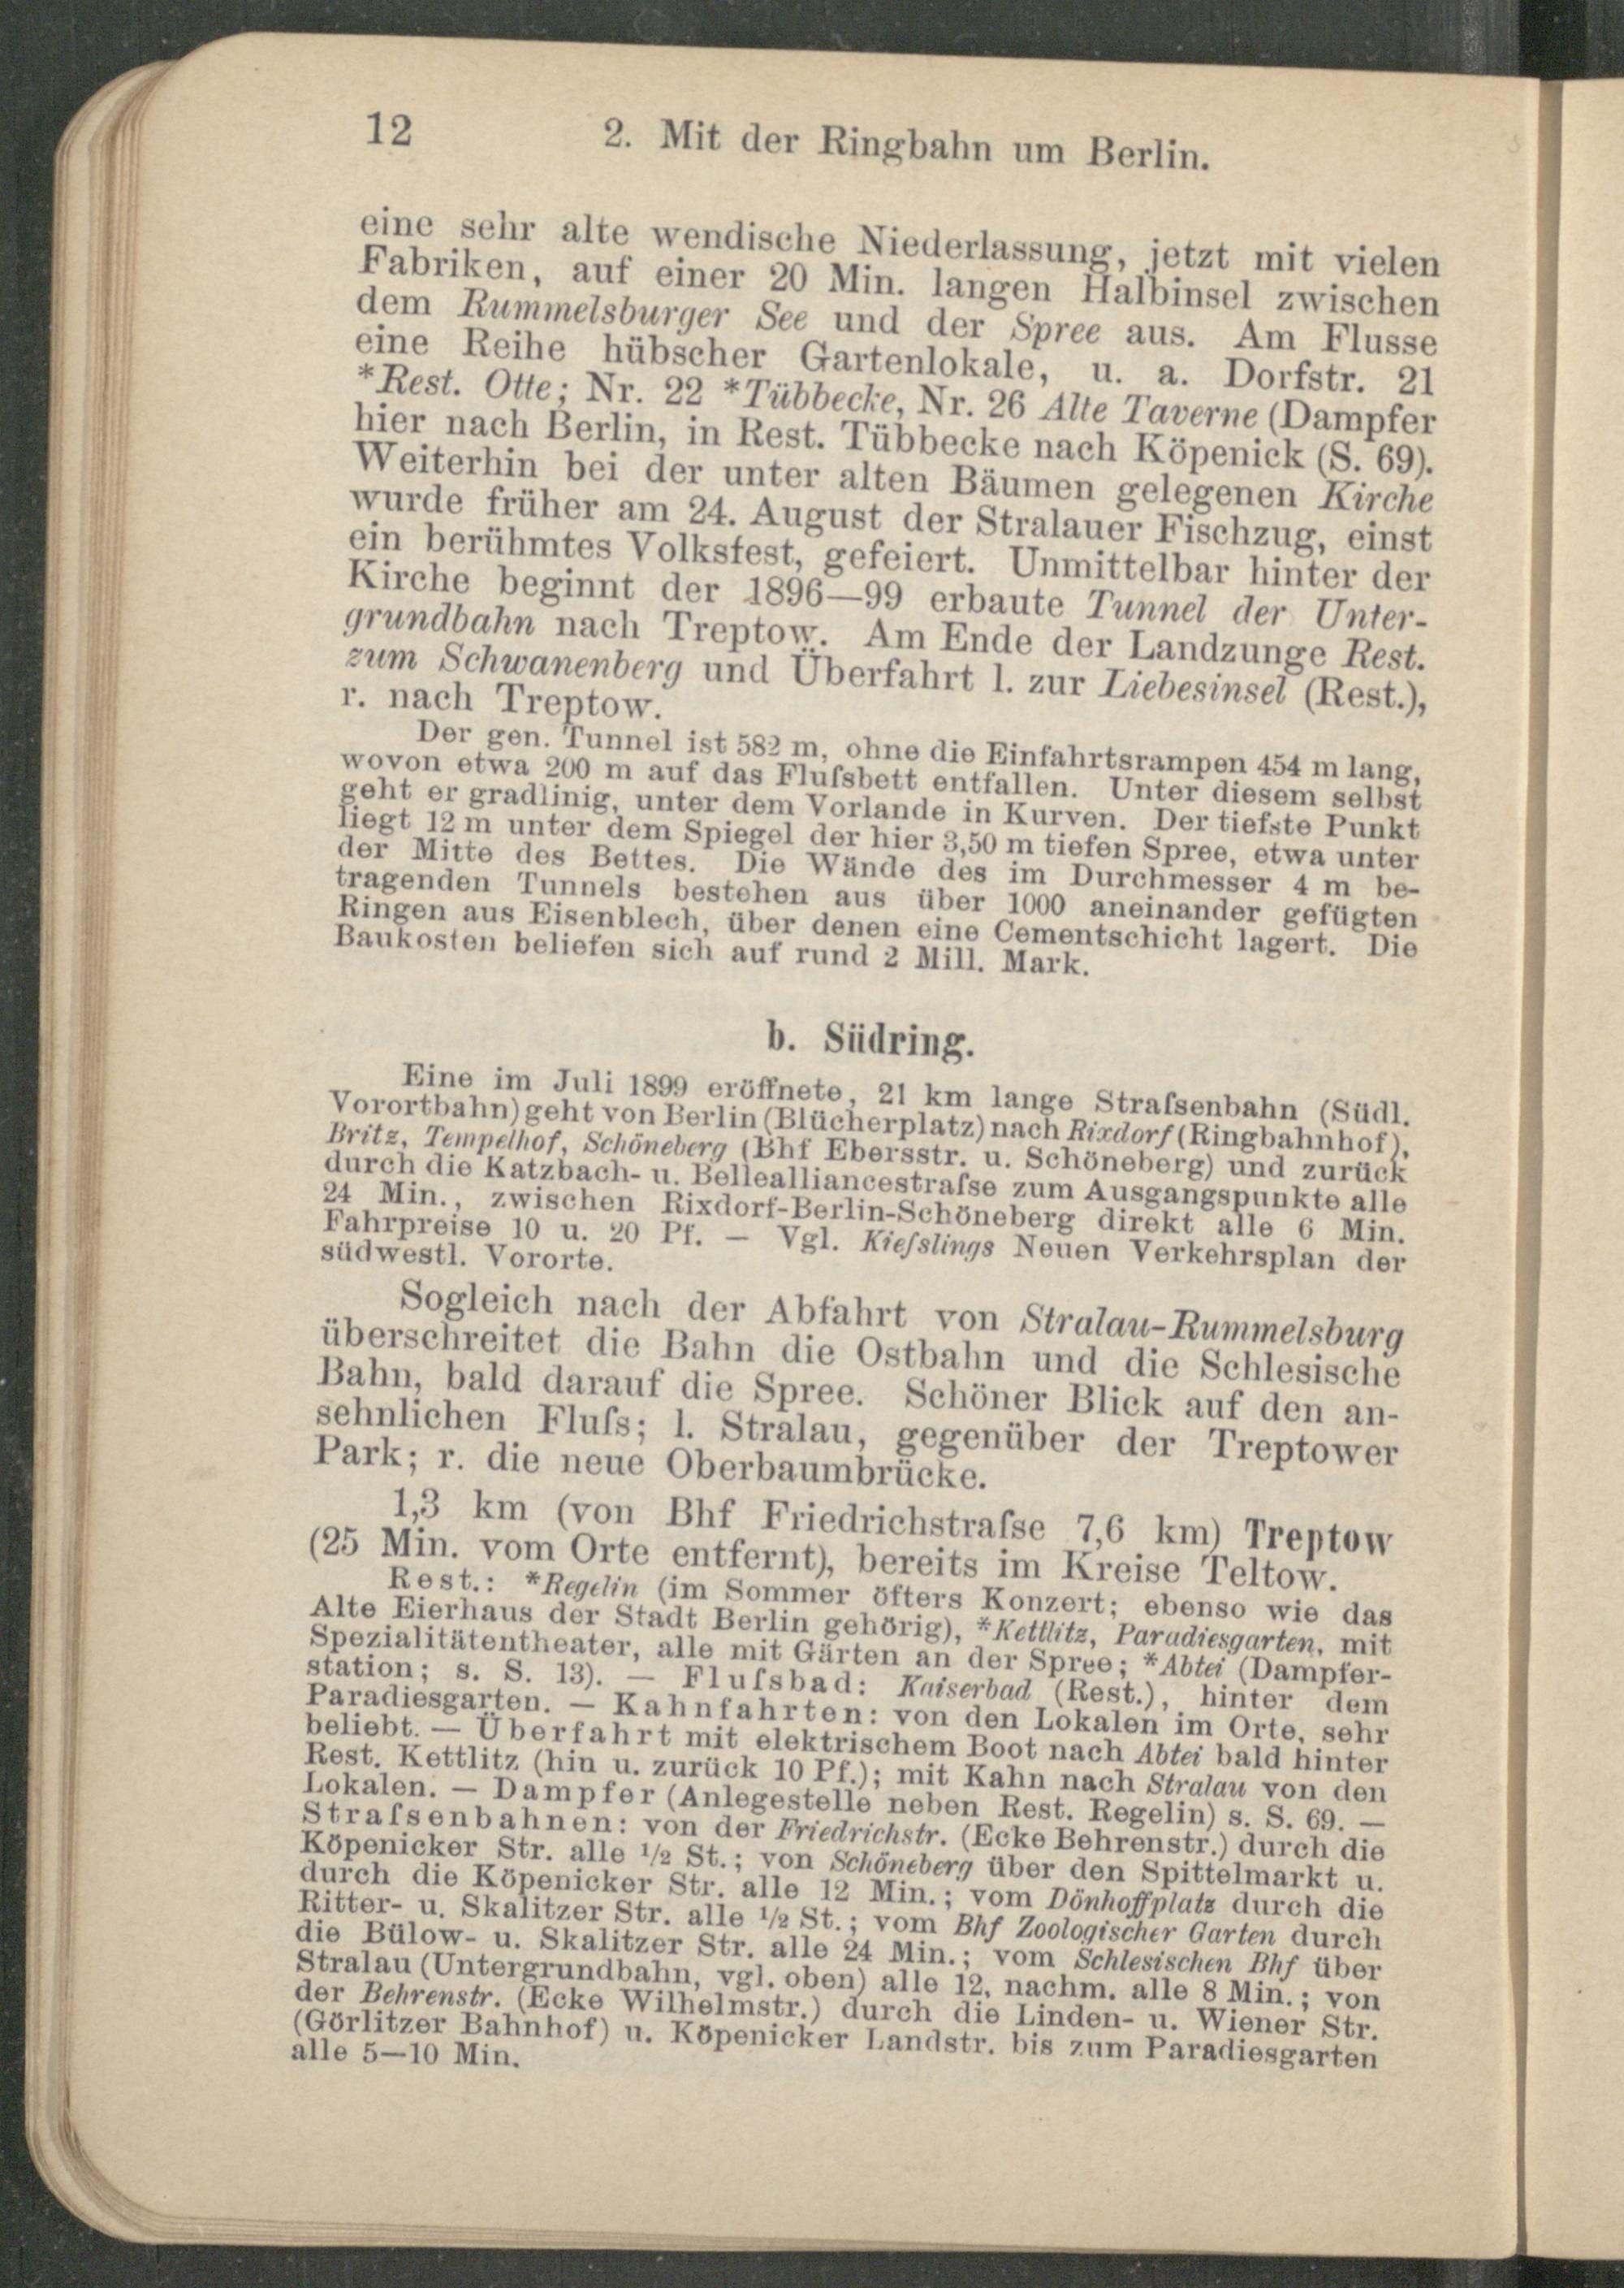 12 2. Mit der Ringbahn um Berlin.
eine sehr alte wendische Niederlassung, jetzt mit vielen
Fabriken, auf einer 20 Min. langen Halbinsel zwischen
dem Rummelsburger See und der Spree aus. Am Flusse
eine Reihe hübscher Gartenlokale, u. a. Dorfstr. 21
*Rest. Otte; Nr. 22 *Tübbecke, Nr. 26 Alte Taverne (Dampfer
hier nach Berlin, in Rest. Tübbecke nach Köpenick (S. 69).
Weiterhin bei der unter alten Bäumen gelegenen Kirche
wurde früher am 24. August der Stralauer Fischzug, einst
ein berühmtes Volksfest, gefeiert. Unmittelbar hinter der
Kirche beginnt der 1896—99 erbaute Tunnel der Unter-
grundbahn nach Treptow. Am Ende der Landzunge Rest.
zum Schwanenberg und Überfahrt l. zur Liebesinsel (Rest.),
r. nach Treptow.
Der gen. Tunnel ist 582 m, ohne die Einfahrtsrampen 454 m lang,
wovon etwa 200 m auf das Fluſsbett entfallen. Unter diesem selbst
geht er gradlinig, unter dem Vorlande in Kurven. Der tiefste Punkt
liegt 12 m unter dem Spiegel der hier 3,50 m tiefen Spree, etwa unter
der Mitte des Bettes. Die Wände des im Durchmesser 4 m be-
tragenden Tunnels bestehen aus über 1000 aneinander gefügten
Ringen aus Eisenblech, über denen eine Cementschicht lagert. Die
Baukosten beliefen sich auf rund 2 Mill. Mark.
b. Südring.
Eine im Juli 1899 eröffnete, 21 km lange Straſsenbahn (Südl.
Vorortbahn) geht von Berlin (Blücherplatz) nach Rixdorf (Ringbahnhof),
Britz, Tempelhof, Schöneberg (Bhf Ebersstr. u. Schöneberg) und zurück
durch die Katzbach- u. Bellealliancestraſse zum Ausgangspunkte alle
24 Min., zwischen Rixdorf-Berlin-Schöneberg direkt alle 6 Min.
Fahrpreise 10 u. 20 Pf. — Vgl. Kieſslings Neuen Verkehrsplan der
südwestl. Vororte.
Sogleich nach der Abfahrt von Stralau-Rummelsburg
überschreitet die Bahn die Ostbahn und die Schlesische
Bahn, bald darauf die Spree. Schöner Blick auf den an-
sehnlichen Fluſs; l. Stralau, gegenüber der Treptower
Park; r. die neue Oberbaumbrücke.
1,3 km (von Bhf Friedrichstraſse 7,6 km) Treptow
(25 Min. vom Orte entfernt), bereits im Kreise Teltow.
Rest.: *Regelin (im Sommer öfters Konzert; ebenso wie das
Alte Eierhaus der Stadt Berlin gehörig), *Kettlitz, Paradiesgarten, mit
Spezialitätentheater, alle mit Gärten an der Spree; *Abtei (Dampfer-
station; s. S. 13). — Fluſsbad: Kaiserbad (Rest.), hinter dem
Paradiesgarten. — Kahnfahrten: von den Lokalen im Orte, sehr
beliebt. — Überfahrt mit elektrischem Boot nach Abtei bald hinter
Rest. Kettlitz (hin u. zurück 10 Pf.); mit Kahn nach Stralau von den
Lokalen. — Dampfer (Anlegestelle neben Rest. Regelin) s. S. 69. —
Straſsenbahnen: von der Friedrichstr. (Ecke Behrenstr.) durch die
Köpenicker Str. alle 1/2 St.; von Schöneberg über den Spittelmarkt u.
durch die Köpenicker Str. alle 12 Min.; vom Dönhoffplatz durch die
Ritter- u. Skalitzer Str. alle 1/2 St.; vom Bhf Zoologischer Garten durch
die Bülow- u. Skalitzer Str. alle 24 Min.; vom Schlesischen Bhf über
Stralau (Untergrundbahn, vgl. oben) alle 12, nachm. alle 8 Min.; von
der Behrenstr. (Ecke Wilhelmstr.) durch die Linden- u. Wiener Str.
(Görlitzer Bahnhof) u. Köpenicker Landstr. bis zum Paradiesgarten
alle 5—10 Min.